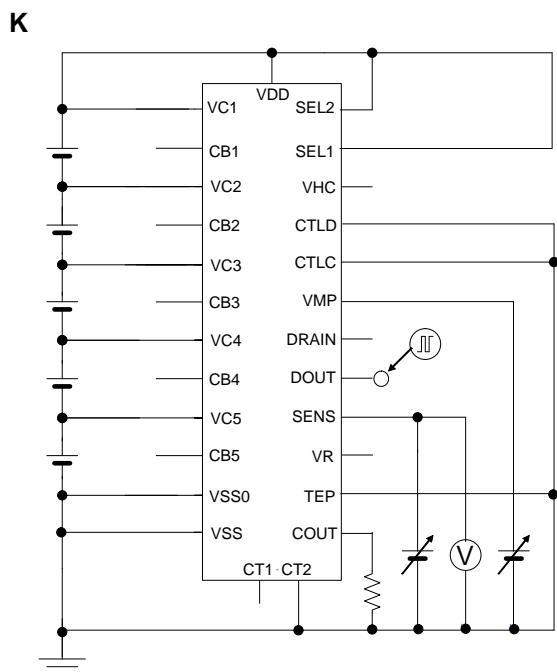 K
VDD
VC1
CB1
VC2
CB2
VC3
CB3
VC4
CB4
VC5
CB5
VSS0
VSS
SEL2
SEL1
VHC
CTLD
CTLC
VMP
DRAIN
DOUT
SENS
VR
TEP
COUT
CT1 CT2
V